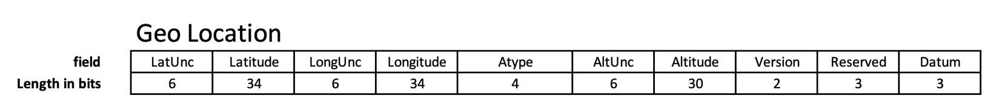 Geo Location
field LatUnc Latitude LongUnc Longitude Atype AltUnc Altitude Version Reserved Datum
Length in bits 6 34 6 34 4 6 30 2 3 3